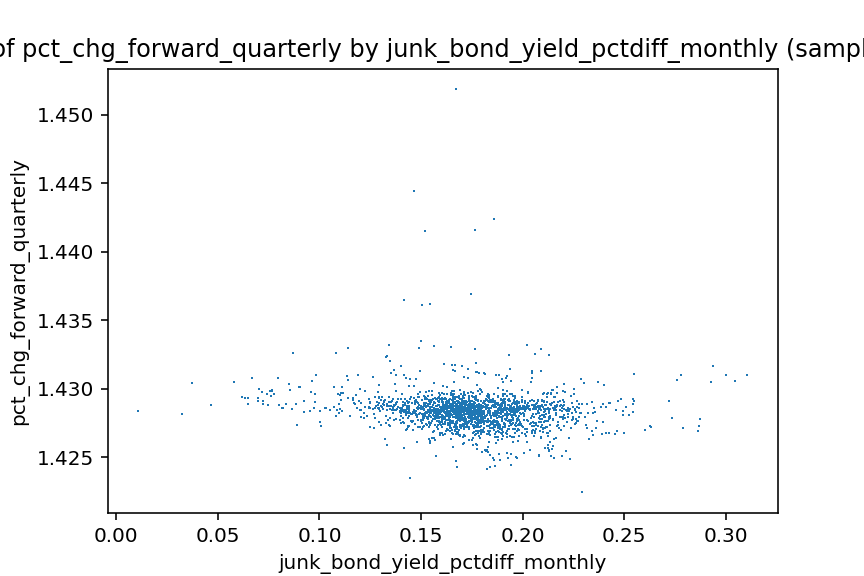 of pct_chg_forward_quarterly by junk_bond_yield_pctdiff_monthly (sampl
1.450
1.445
1.440
1.435
1.430
1.425
pct_chg_forward_quarterly
0.00 0.05 0.10 0.15 0.20 0.25 0.30
junk_bond_yield_pctdiff_monthly